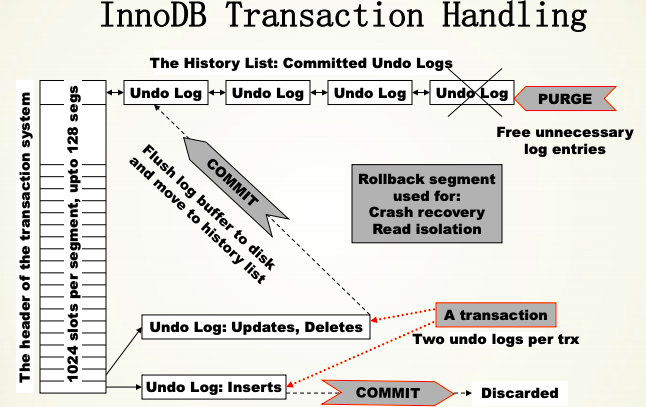 InnoDB Transaction Handling
The History List: Committed Undo Logs
Undo Log
Undo Log
Undo Log
Undo Log
PURGE
Free unnecessary
log entries
The header of the transaction system
1024 slots per segment, upto 128 segs
COMMIT
Flush log buffer to disk
and move to history list
Rollback segment
used for:
Crash recovery
Read isolation
Undo Log: Updates, Deletes
A transaction
Two undo logs per trx
Undo Log: Inserts
COMMIT
Discarded